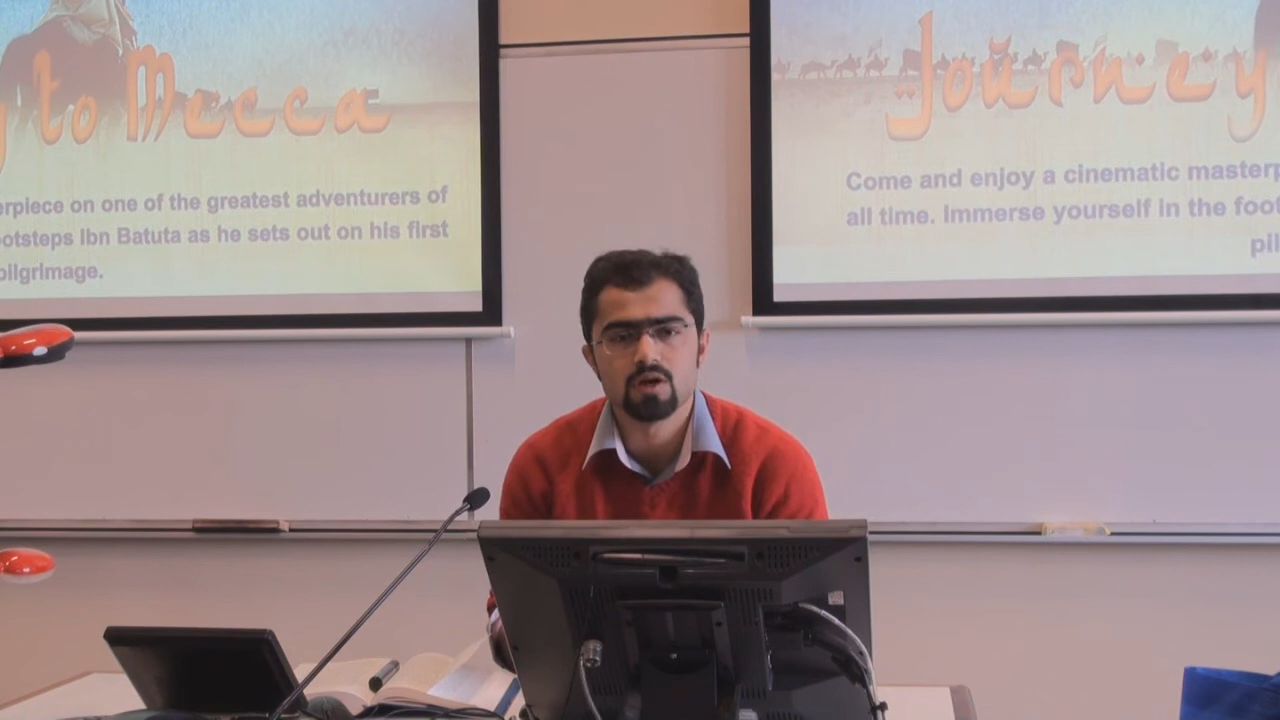 to Mecca
erpiece on one of the greatest adventurers of
ootsteps Ibn Batuta as he sets out on his first
pilgrimage.
Journey
Come and enjoy a cinematic masterp
all time. Immerse yourself in the foot
pil